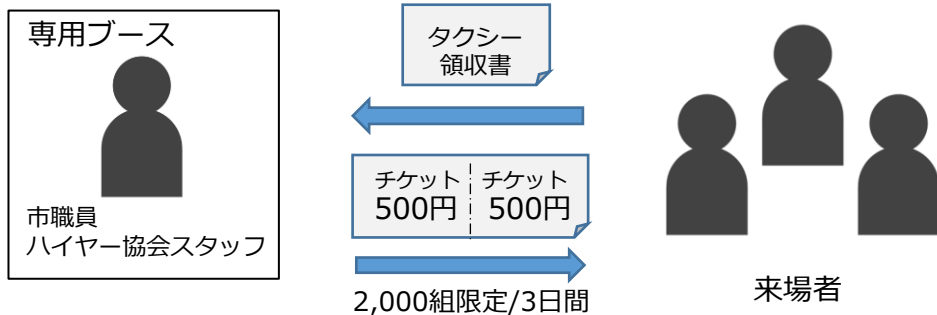 専用ブース
市職員
ハイヤー協会スタッフ
タクシー
領収書
チケット
500円
チケット
500円
2,000組限定/3日間
来場者